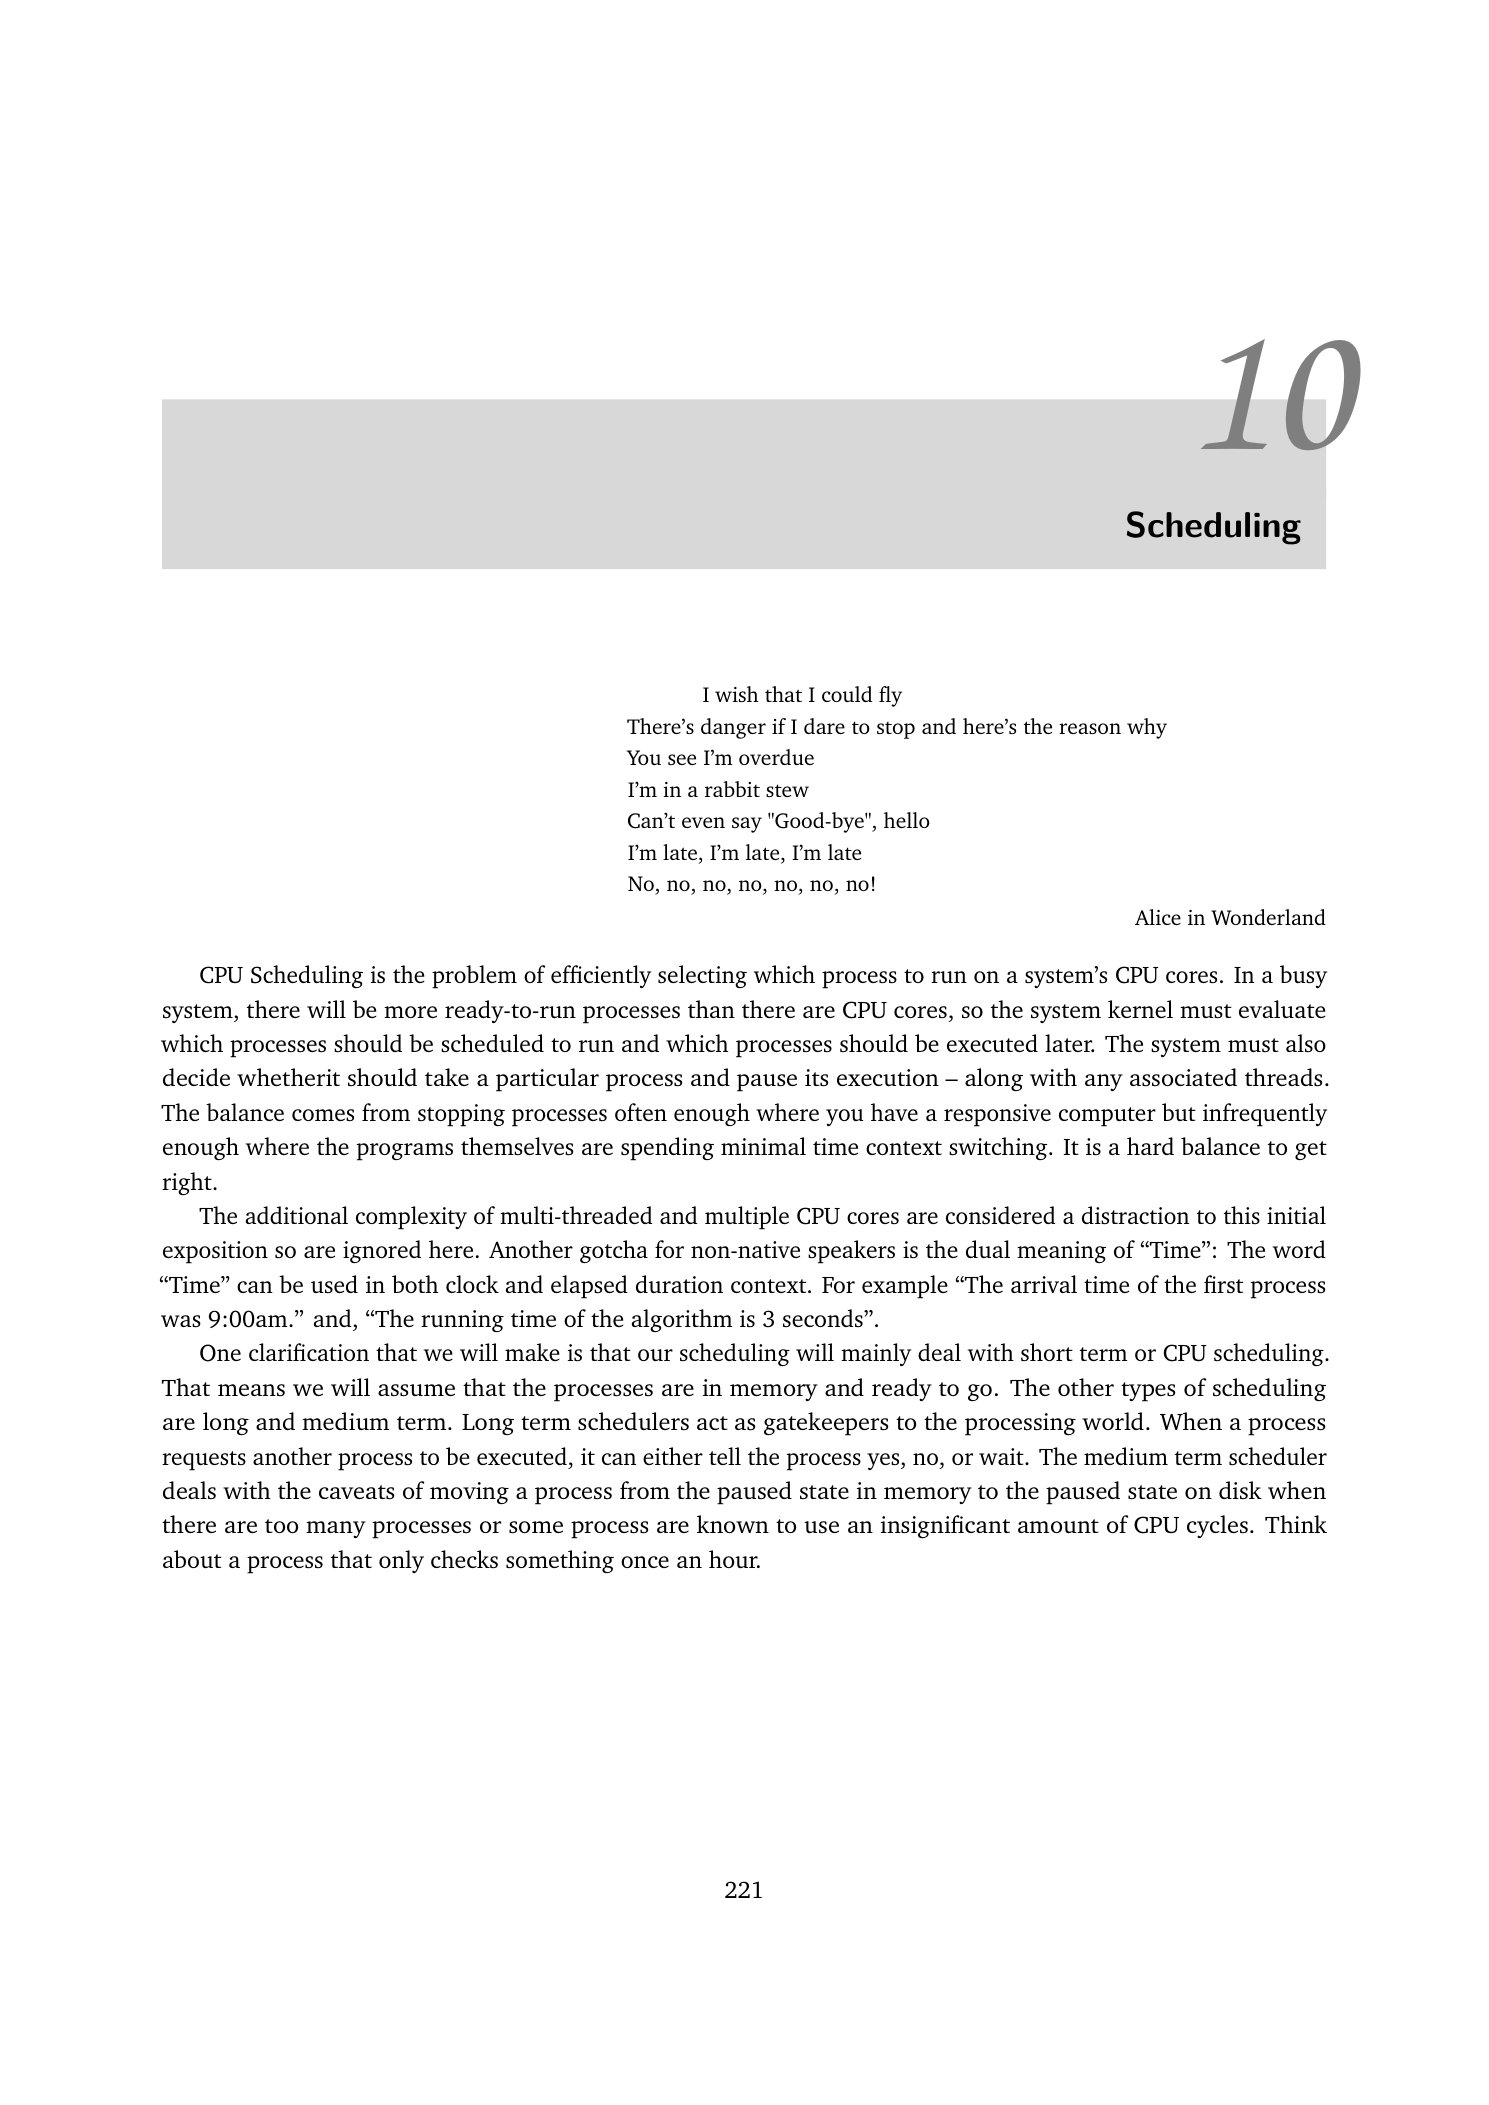 10
Scheduling
I wish that I could fly
There’s danger if I dare to stop and here’s the reason why
You see I’m overdue
I’m in a rabbit stew
Can’t even say "Good-bye", hello
I’m late, I’m late, I’m late
No, no, no, no, no, no, no!
Alice in Wonderland
CPU Scheduling is the problem of efficiently selecting which process to run on a system’s CPU cores. In a busy
system, there will be more ready-to-run processes than there are CPU cores, so the system kernel must evaluate
which processes should be scheduled to run and which processes should be executed later. The system must also
decide whetherit should take a particular process and pause its execution – along with any associated threads.
The balance comes from stopping processes often enough where you have a responsive computer but infrequently
enough where the programs themselves are spending minimal time context switching. It is a hard balance to get
right.
The additional complexity of multi-threaded and multiple CPU cores are considered a distraction to this initial
exposition so are ignored here. Another gotcha for non-native speakers is the dual meaning of “Time”: The word
“Time” can be used in both clock and elapsed duration context. For example “The arrival time of the first process
was 9:00am.” and, “The running time of the algorithm is 3 seconds”.
One clarification that we will make is that our scheduling will mainly deal with short term or CPU scheduling.
That means we will assume that the processes are in memory and ready to go. The other types of scheduling
are long and medium term. Long term schedulers act as gatekeepers to the processing world. When a process
requests another process to be executed, it can either tell the process yes, no, or wait. The medium term scheduler
deals with the caveats of moving a process from the paused state in memory to the paused state on disk when
there are too many processes or some process are known to use an insignificant amount of CPU cycles. Think
about a process that only checks something once an hour.
221